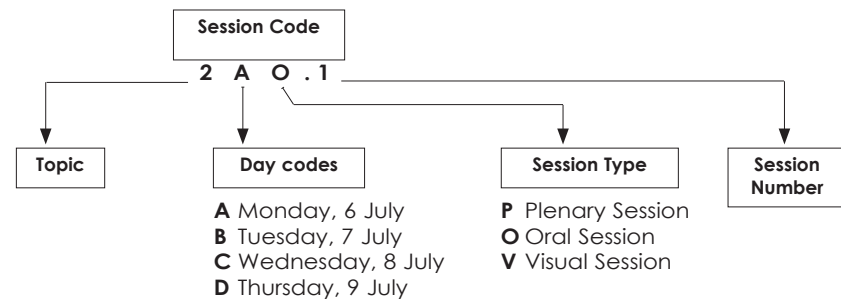 Session Code
2 A O . 1
Topic
Day codes
A Monday, 6 July
B Tuesday, 7 July
C Wednesday, 8 July
D Thursday, 9 July
Session Type
P Plenary Session
O Oral Session
V Visual Session
Session
Number